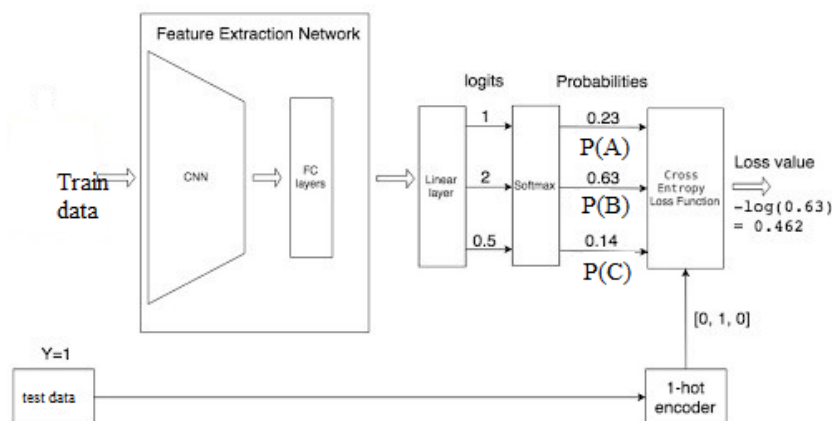 Feature Extraction Network
logits
Probabilities
CNN
FC
layers
Train
data
Linear
layer
1
2
0.5
Softmax
0.23
P(A)
0.63
P(B)
0.14
P(C)
Cross
Entropy
Loss Function
Loss value
-log(0.63)
= 0.462
[0, 1, 0]
Y=1
test data
1-hot
encoder